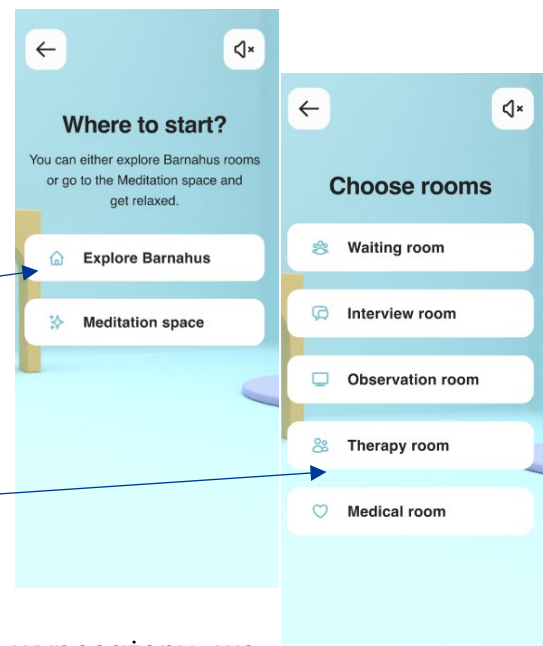 Where to start?
You can either explore Barnahus rooms
or go to the Meditation space and
get relaxed.
Explore Barnahus
Meditation space
Choose rooms
Waiting room
Interview room
Observation room
Therapy room
Medical room